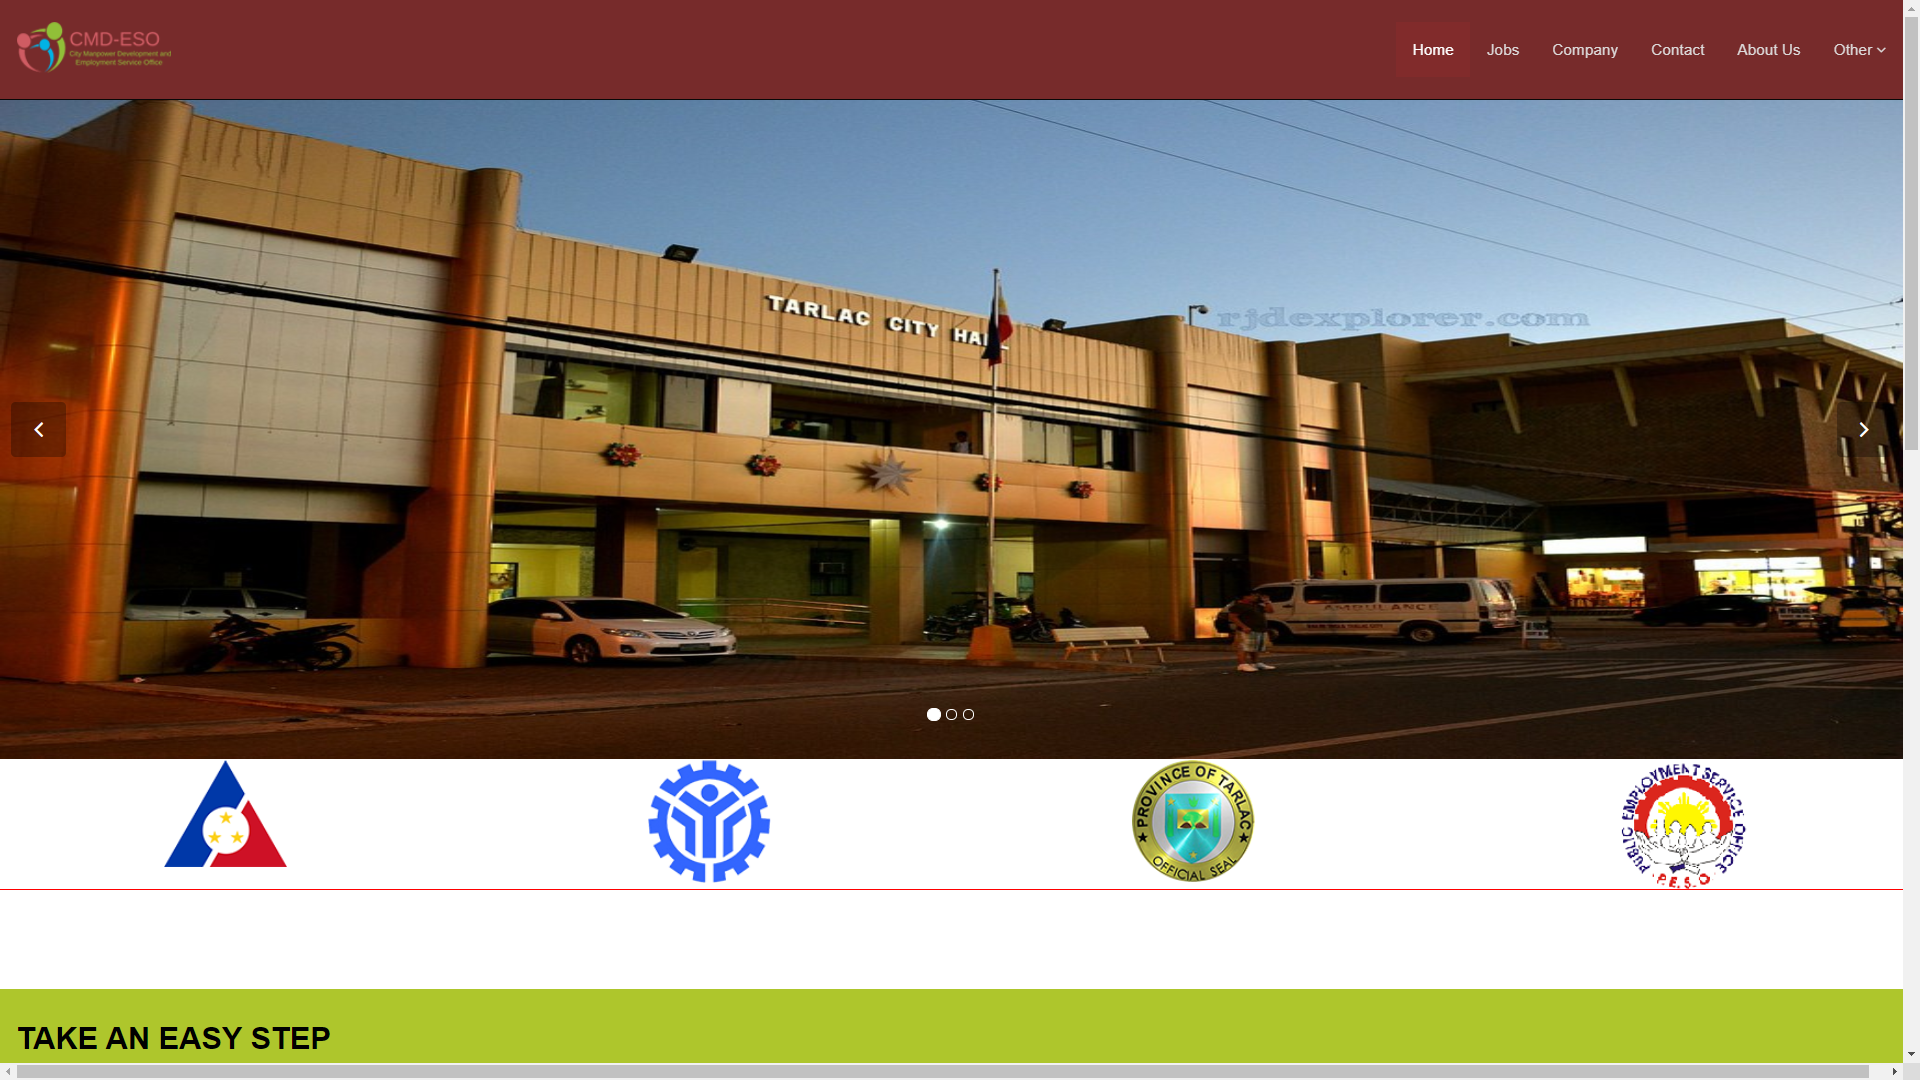 CMD-ESO
City Manpower Development and
Employment Service Office
Home
Jobs
Company
Contact
About Us
Other
TARLAC CITY HALL
rjdexplorer.com
AMBULANCE
PROVINCE OF TARLAC
OFFICIAL SEAL
PUBLIC EMPLOYMENT SERVICE OFFICE
P.E.S.O.
TAKE AN EASY STEP